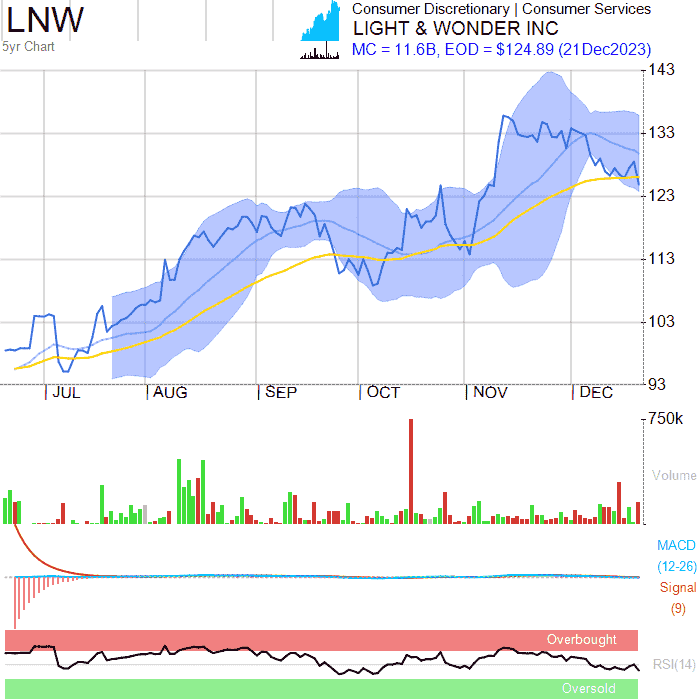 LNW
5yr Chart
Consumer Discretionary | Consumer Services
LIGHT & WONDER INC
MC = 11.6B, EOD = $124.89 (21Dec2023)
143
133
123
113
103
93
JUL
AUG
SEP
OCT
NOV
DEC
750k
Volume
MACD
(12-26)
Signal
(9)
Overbought
RSI(14)
Oversold